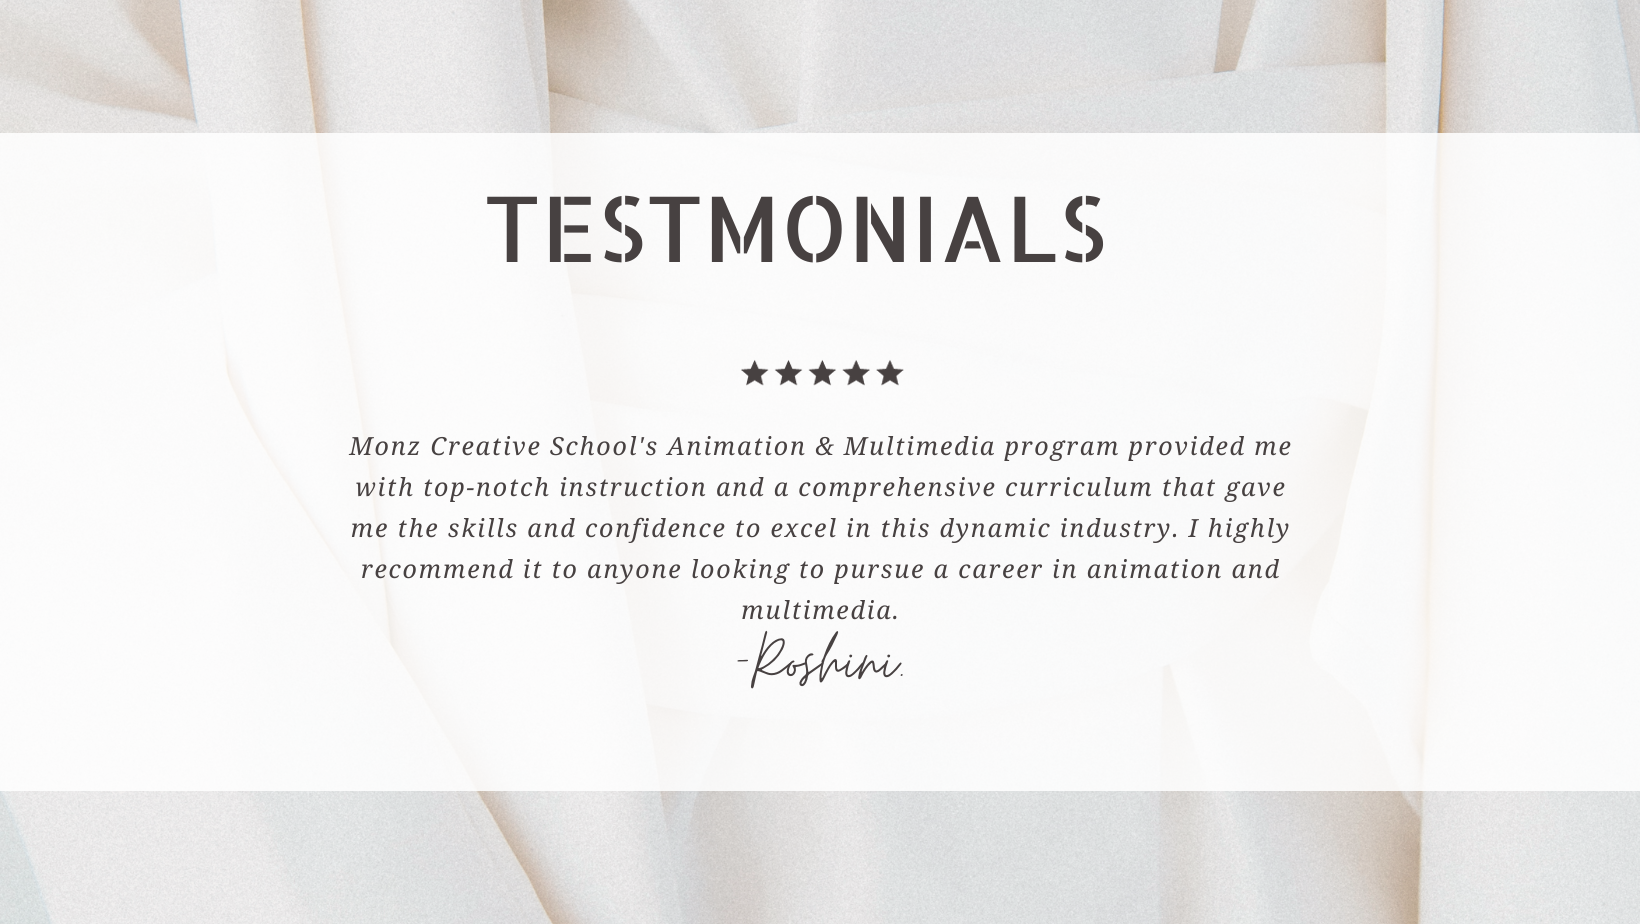 TESTMONIALS
★★★★★
Monz Creative School's Animation & Multimedia program provided me
with top-notch instruction and a comprehensive curriculum that gave
me the skills and confidence to excel in this dynamic industry. I highly
recommend it to anyone looking to pursue a career in animation and
multimedia.
-Roshini.